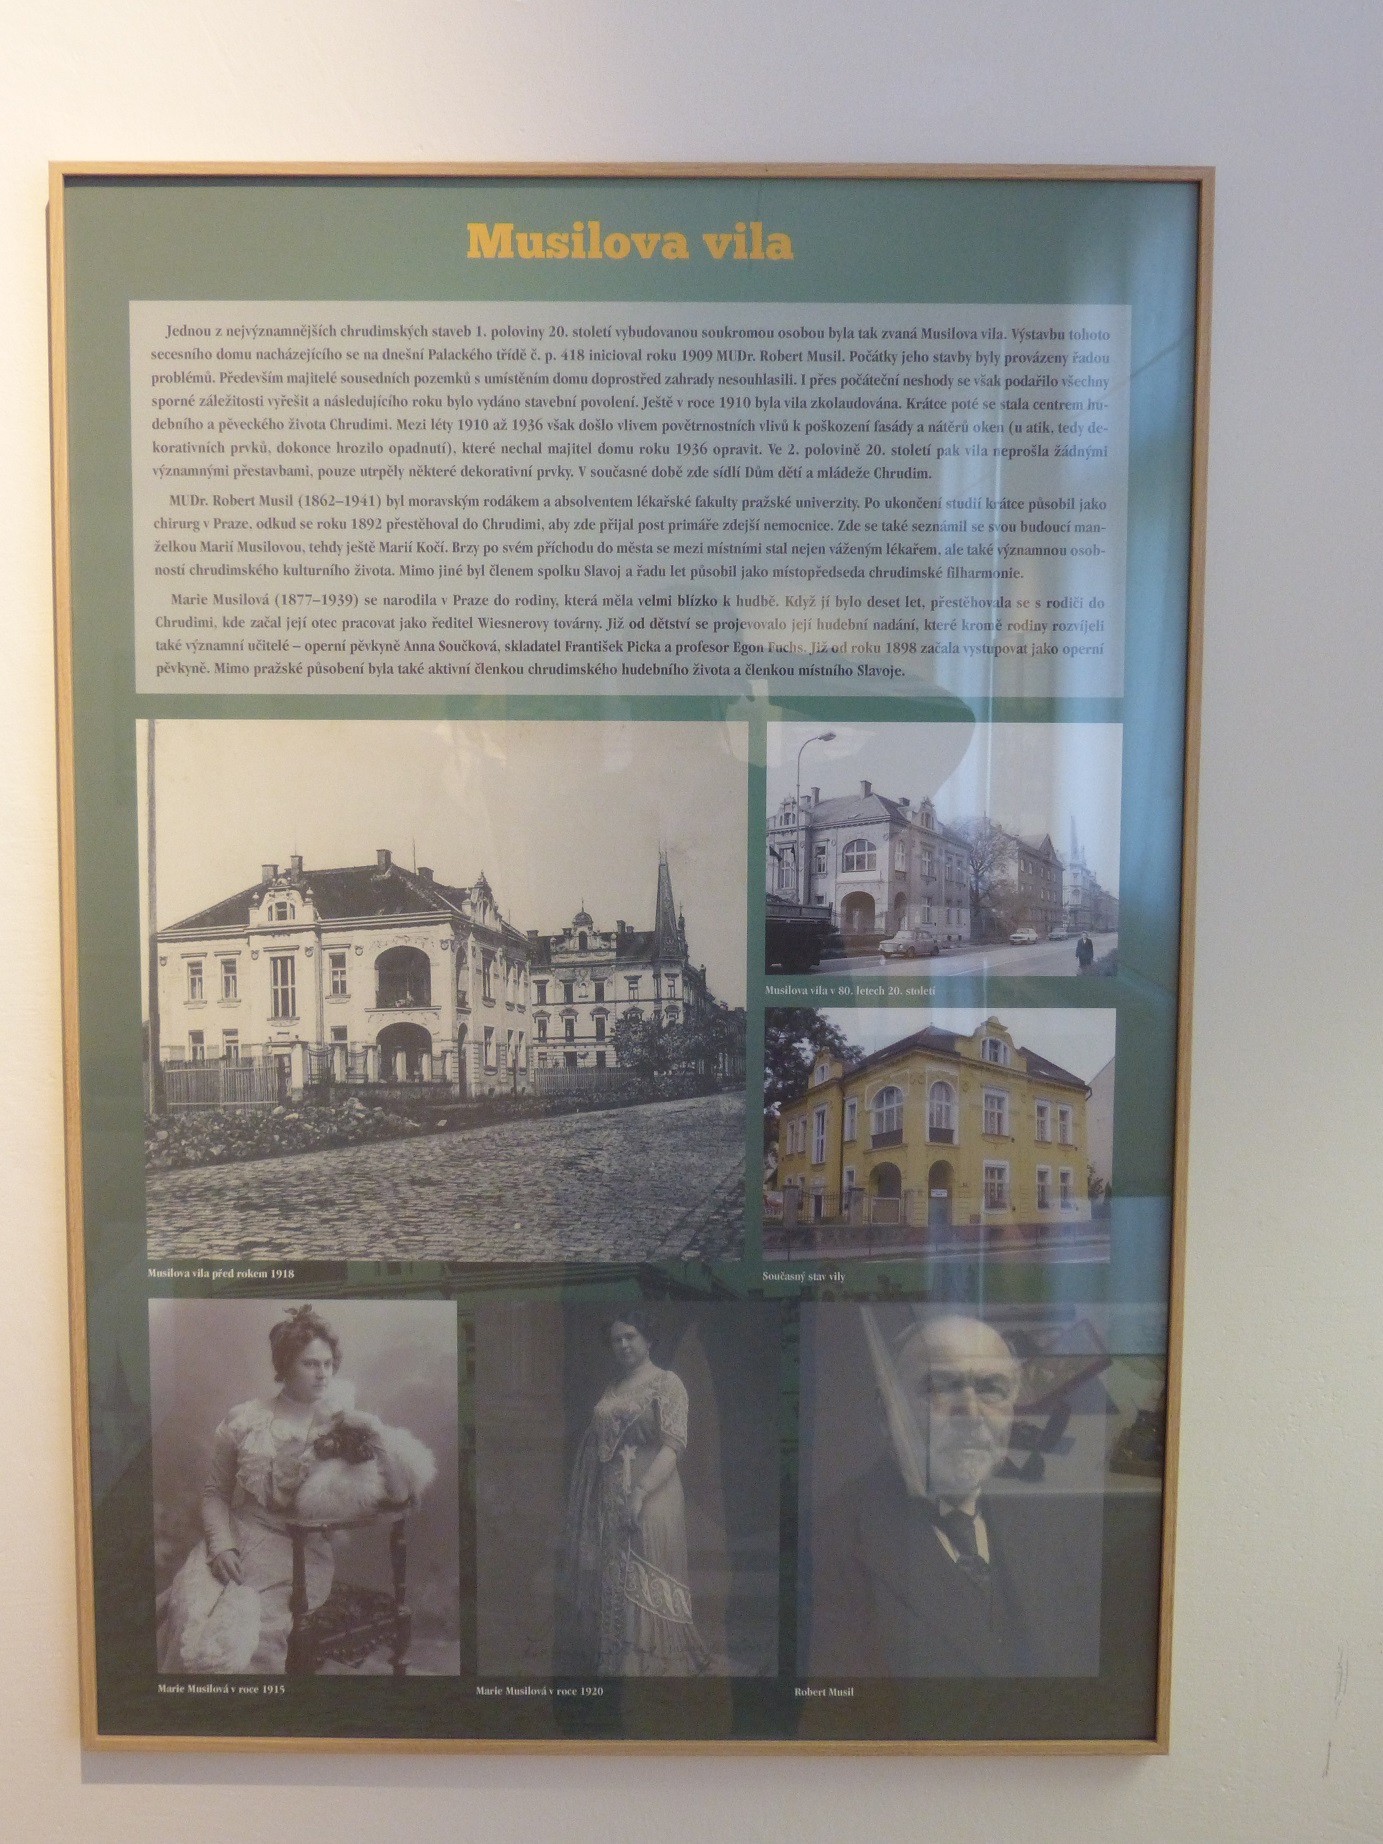 Musilova vila
Jednou z nejvýznamnějších chrudimských staveb 1. poloviny 20. století vybudovanou soukromou osobou byla tak zvaná Musilova vila. Výstavbu tohoto
secesního domu nacházejícího se na dnešní Palackého třídě č. p. 418 inicioval roku 1909 MUDr. Robert Musil. Počátky jeho stavby byly provázeny řadou
problémů. Především majitelé sousedních pozemků s umístěním domu doprostřed zahrady nesouhlasili. I přes počáteční neshody se však podařilo všechny
sporné záležitosti vyřešit a následujícího roku bylo vydáno stavební povolení. Ještě v roce 1910 byla vila zkolaudována. Krátce poté se stala centrem hu-
debního a pěveckého života Chrudimi. Mezi léty 1910 až 1936 však došlo vlivem povětrnostních vlivů k poškození fasády a nátěrů oken (u atik, tedy de-
korativních prvků, dokonce hrozilo opadnutí), které nechal majitel domu roku 1936 opravit. Ve 2. polovině 20. století pak vila neprošla žádnými
významnými přestavbami, pouze utrpěly některé dekorativní prvky. V současné době zde sídlí Dům dětí a mládeže Chrudim.
MUDr. Robert Musil (1862–1941) byl moravským rodákem a absolventem lékařské fakulty pražské univerzity. Po ukončení studií krátce působil jako
chirurg v Praze, odkud se roku 1892 přestěhoval do Chrudimi, aby zde přijal post primáře zdejší nemocnice. Zde se také seznámil se svou budoucí man-
želkou Marií Musilovou, tehdy ještě Marií Kočí. Brzy po svém příchodu do města se mezi místními stal nejen váženým lékařem, ale také významnou osob-
ností chrudimského kulturního života. Mimo jiné byl členem spolku Slavoj a řadu let působil jako místopředseda chrudimské filharmonie.
Marie Musilová (1877–1939) se narodila v Praze do rodiny, která měla velmi blízko k hudbě. Když jí bylo deset let, přestěhovala se s rodiči do
Chrudimi, kde začal její otec pracovat jako ředitel Wiesnerovy továrny. Již od dětství se projevovalo její hudební nadání, které kromě rodiny rozvíjeli
také významní učitelé – operní pěvkyně Anna Součková, skladatel František Picka a profesor Egon Fuchs. Již od roku 1898 začala vystupovat jako operní
pěvkyně. Mimo pražské působení byla také aktivní členkou chrudimského hudebního života a členkou místního Slavoje.
Musilova vila v 80. letech 20. století
Musilova vila před rokem 1918
Současný stav vily
Marie Musilová v roce 1915
Marie Musilová v roce 1920
Robert Musil